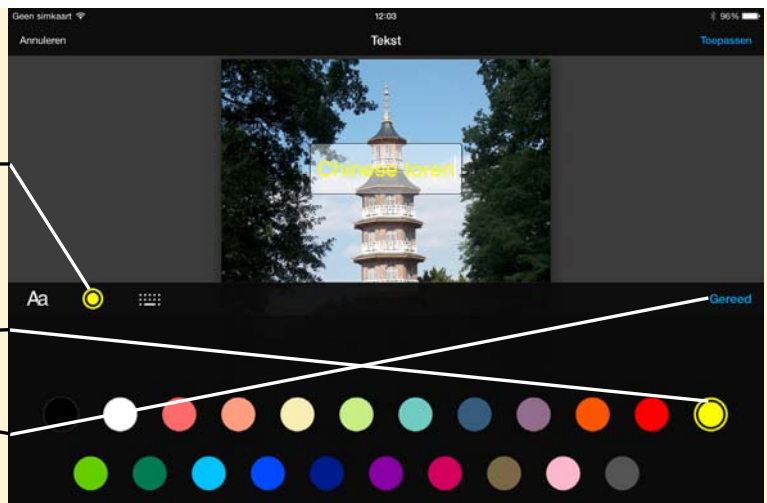 Geen simkaart 12:03 96%
Annuleren Tekst Toepassen
Chinese toren
Aa Gereed